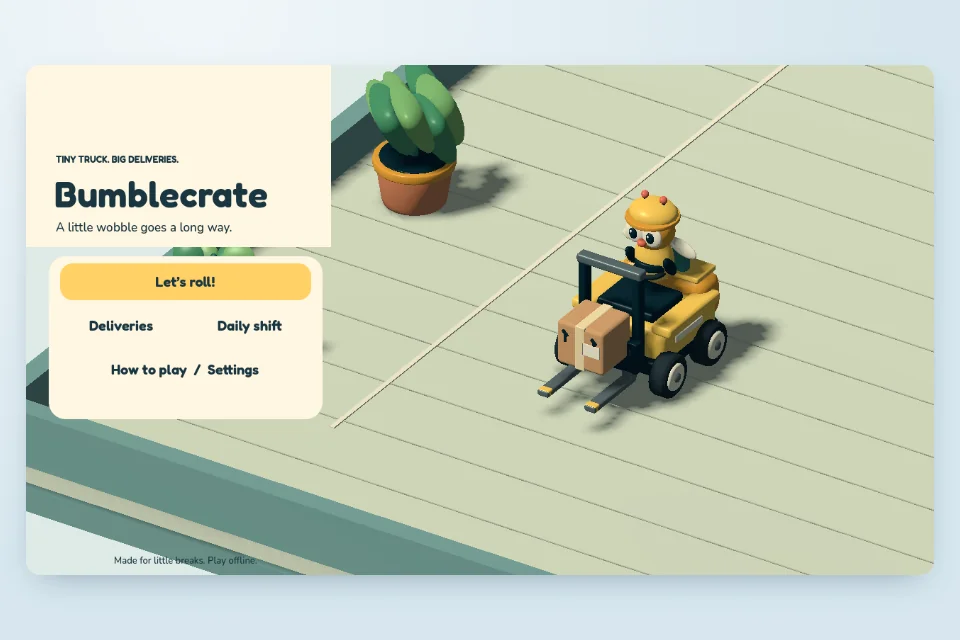 TINY TRUCK. BIG DELIVERIES.
Bumblecrate
A little wobble goes a long way.
Let's roll!
Deliveries
Daily shift
How to play / Settings
Made for little breaks. Play offline.